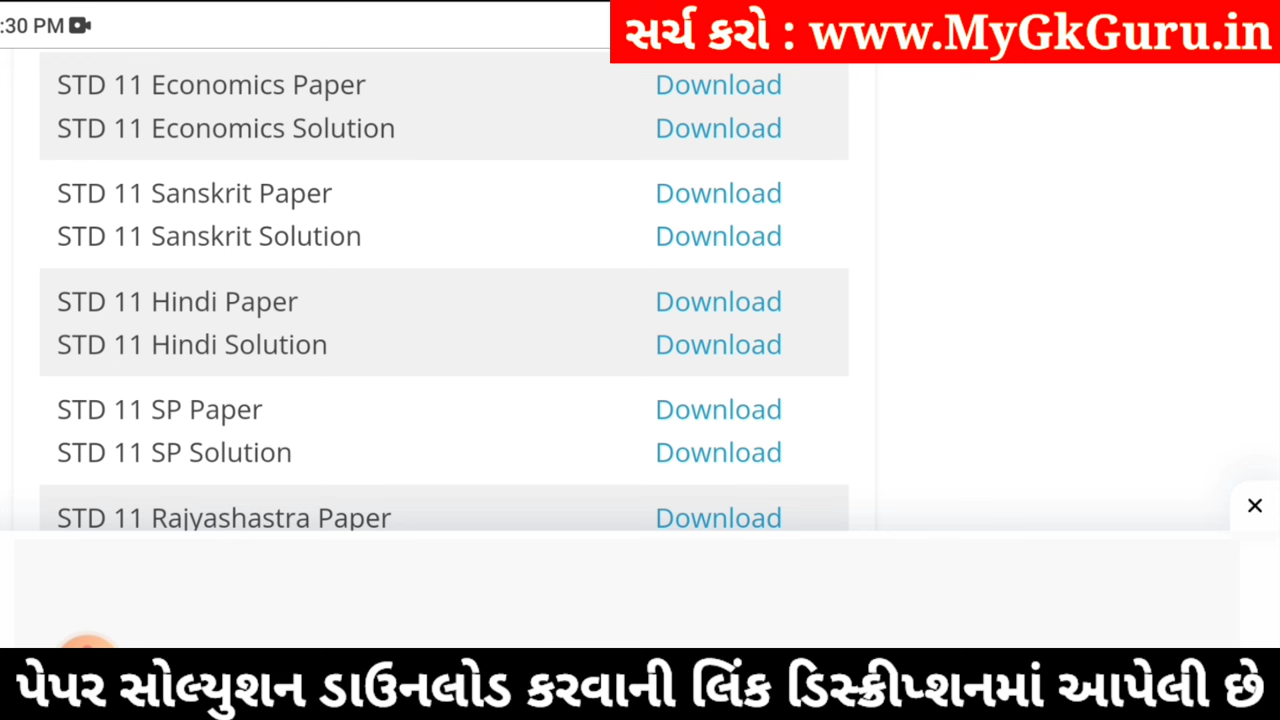 :30 PM
સર્ચ કરો : www.MyGkGuru.in
STD 11 Economics Paper Download
STD 11 Economics Solution Download
STD 11 Sanskrit Paper Download
STD 11 Sanskrit Solution Download
STD 11 Hindi Paper Download
STD 11 Hindi Solution Download
STD 11 SP Paper Download
STD 11 SP Solution Download
STD 11 Rajyashastra Paper Download
પેપર સોલ્યુશન ડાઉનલોડ કરવાની લિંક ડિસ્ક્રીપ્શનમાં આપેલી છે